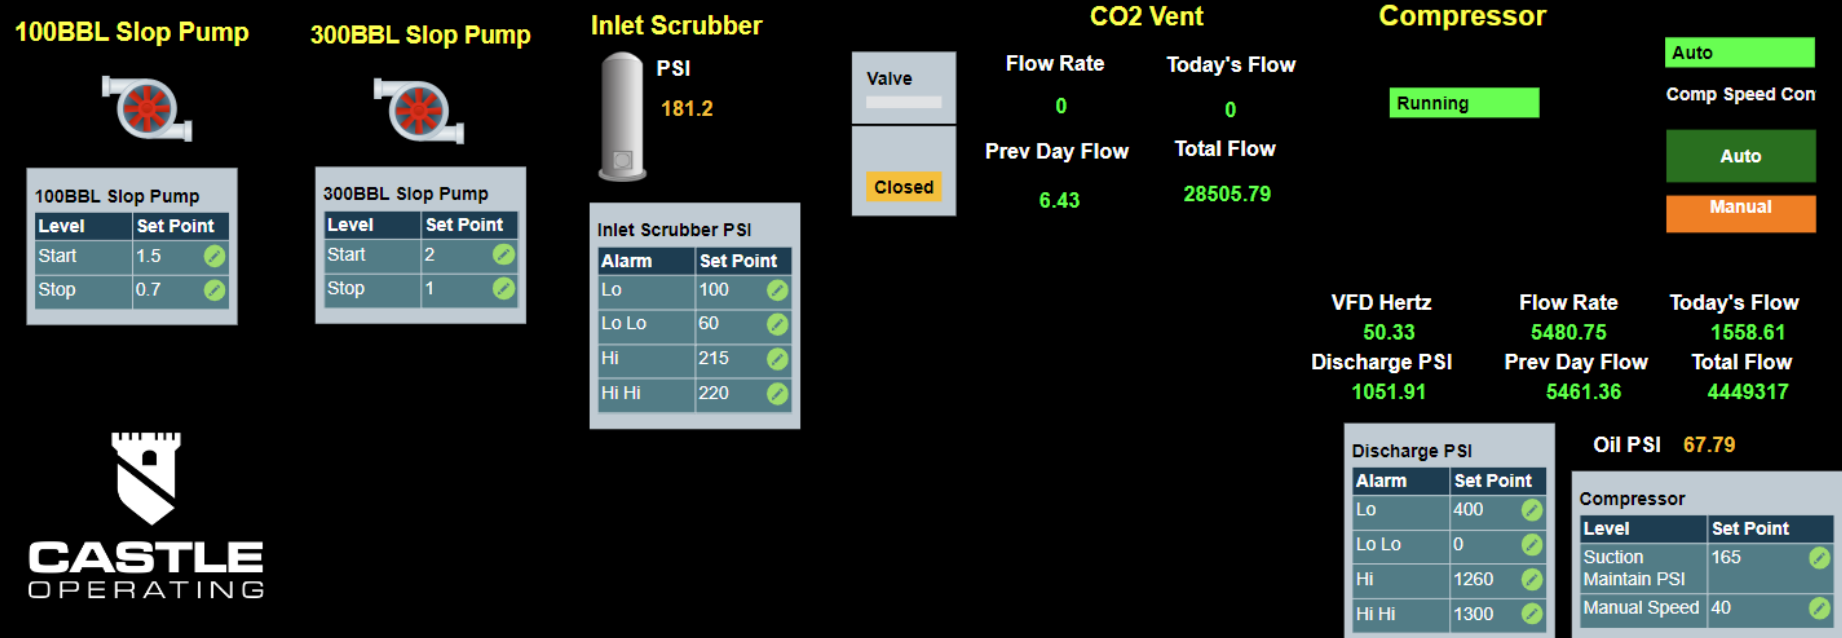 100BBL Slop Pump
100BBL Slop Pump
Level Set Point
Start 1.5
Stop 0.7
300BBL Slop Pump
300BBL Slop Pump
Level Set Point
Start 2
Stop 1
Inlet Scrubber
PSI
181.2
Inlet Scrubber PSI
Alarm Set Point
Lo 100
Lo Lo 60
Hi 215
Hi Hi 220
CO2 Vent
Valve
Closed
Flow Rate Today's Flow
0 0
Prev Day Flow Total Flow
6.43 28505.79
Compressor
Running
Auto
Comp Speed Con
Auto
Manual
VFD Hertz Flow Rate Today's Flow
50.33 5480.75 1558.61
Discharge PSI Prev Day Flow Total Flow
1051.91 5461.36 4449317
Discharge PSI
Alarm Set Point
Lo 400
Lo Lo 0
Hi 1260
Hi Hi 1300
Oil PSI 67.79
Compressor
Level Set Point
Suction 165
Maintain PSI
Manual Speed 40
CASTLE
OPERATING